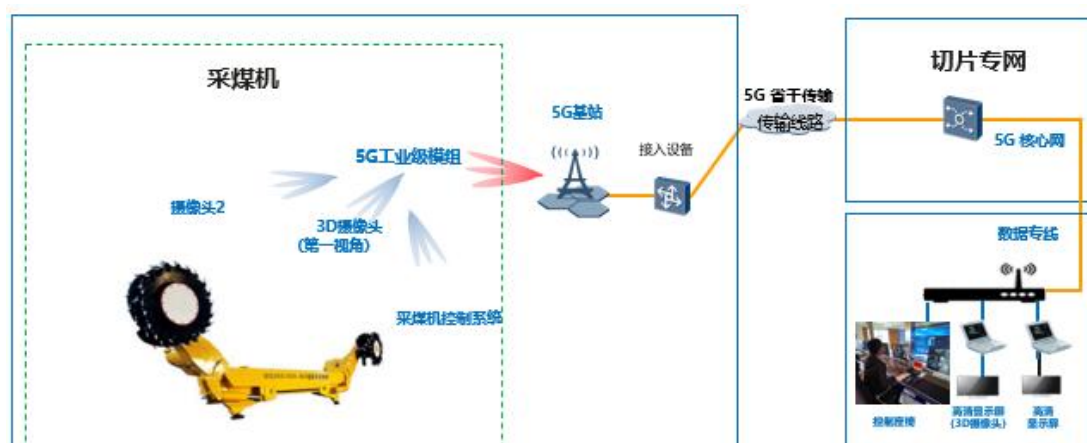 采煤机
切片专网
5G基站
5G 省干传输
传输线路
接入设备
5G 核心网
5G工业级模组
摄像头2
3D摄像头
(第一视角)
采煤机控制系统
数据专线
控制座椅
高清显示屏
(3D摄像头)
高清
显示屏